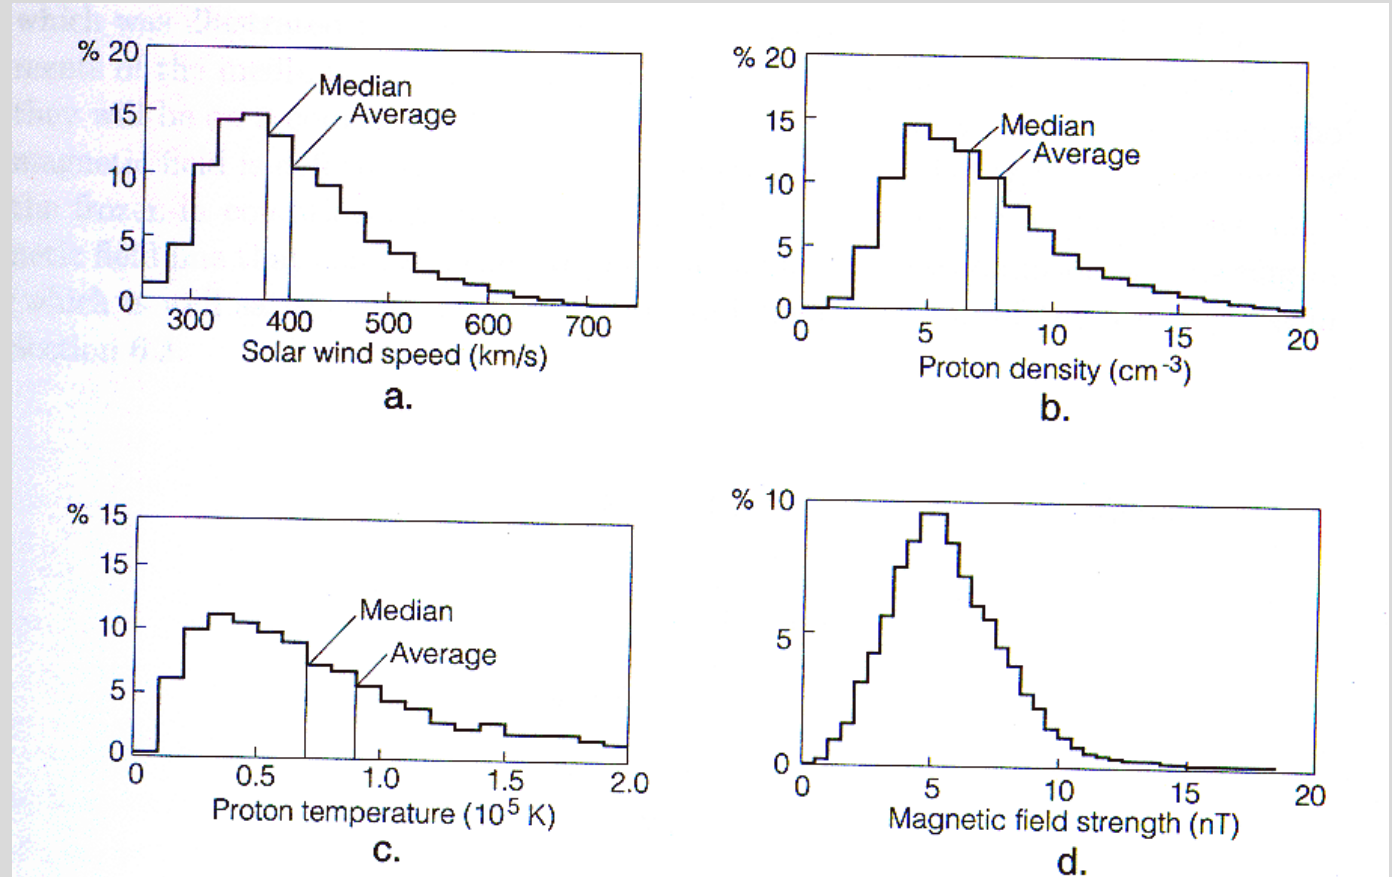 % 20
15
10
5
0
Median
Average
300 400 500 600 700
Solar wind speed (km/s)
a.
% 20
15
10
5
0
Median
Average
0 5 10 15 20
Proton density (cm⁻³)
b.
% 15
15
10
5
0
Median
Average
0 0.5 1.0 1.5 2.0
Proton temperature (10⁵ K)
c.
% 10
5
0
0 5 10 15 20
Magnetic field strength (nT)
d.